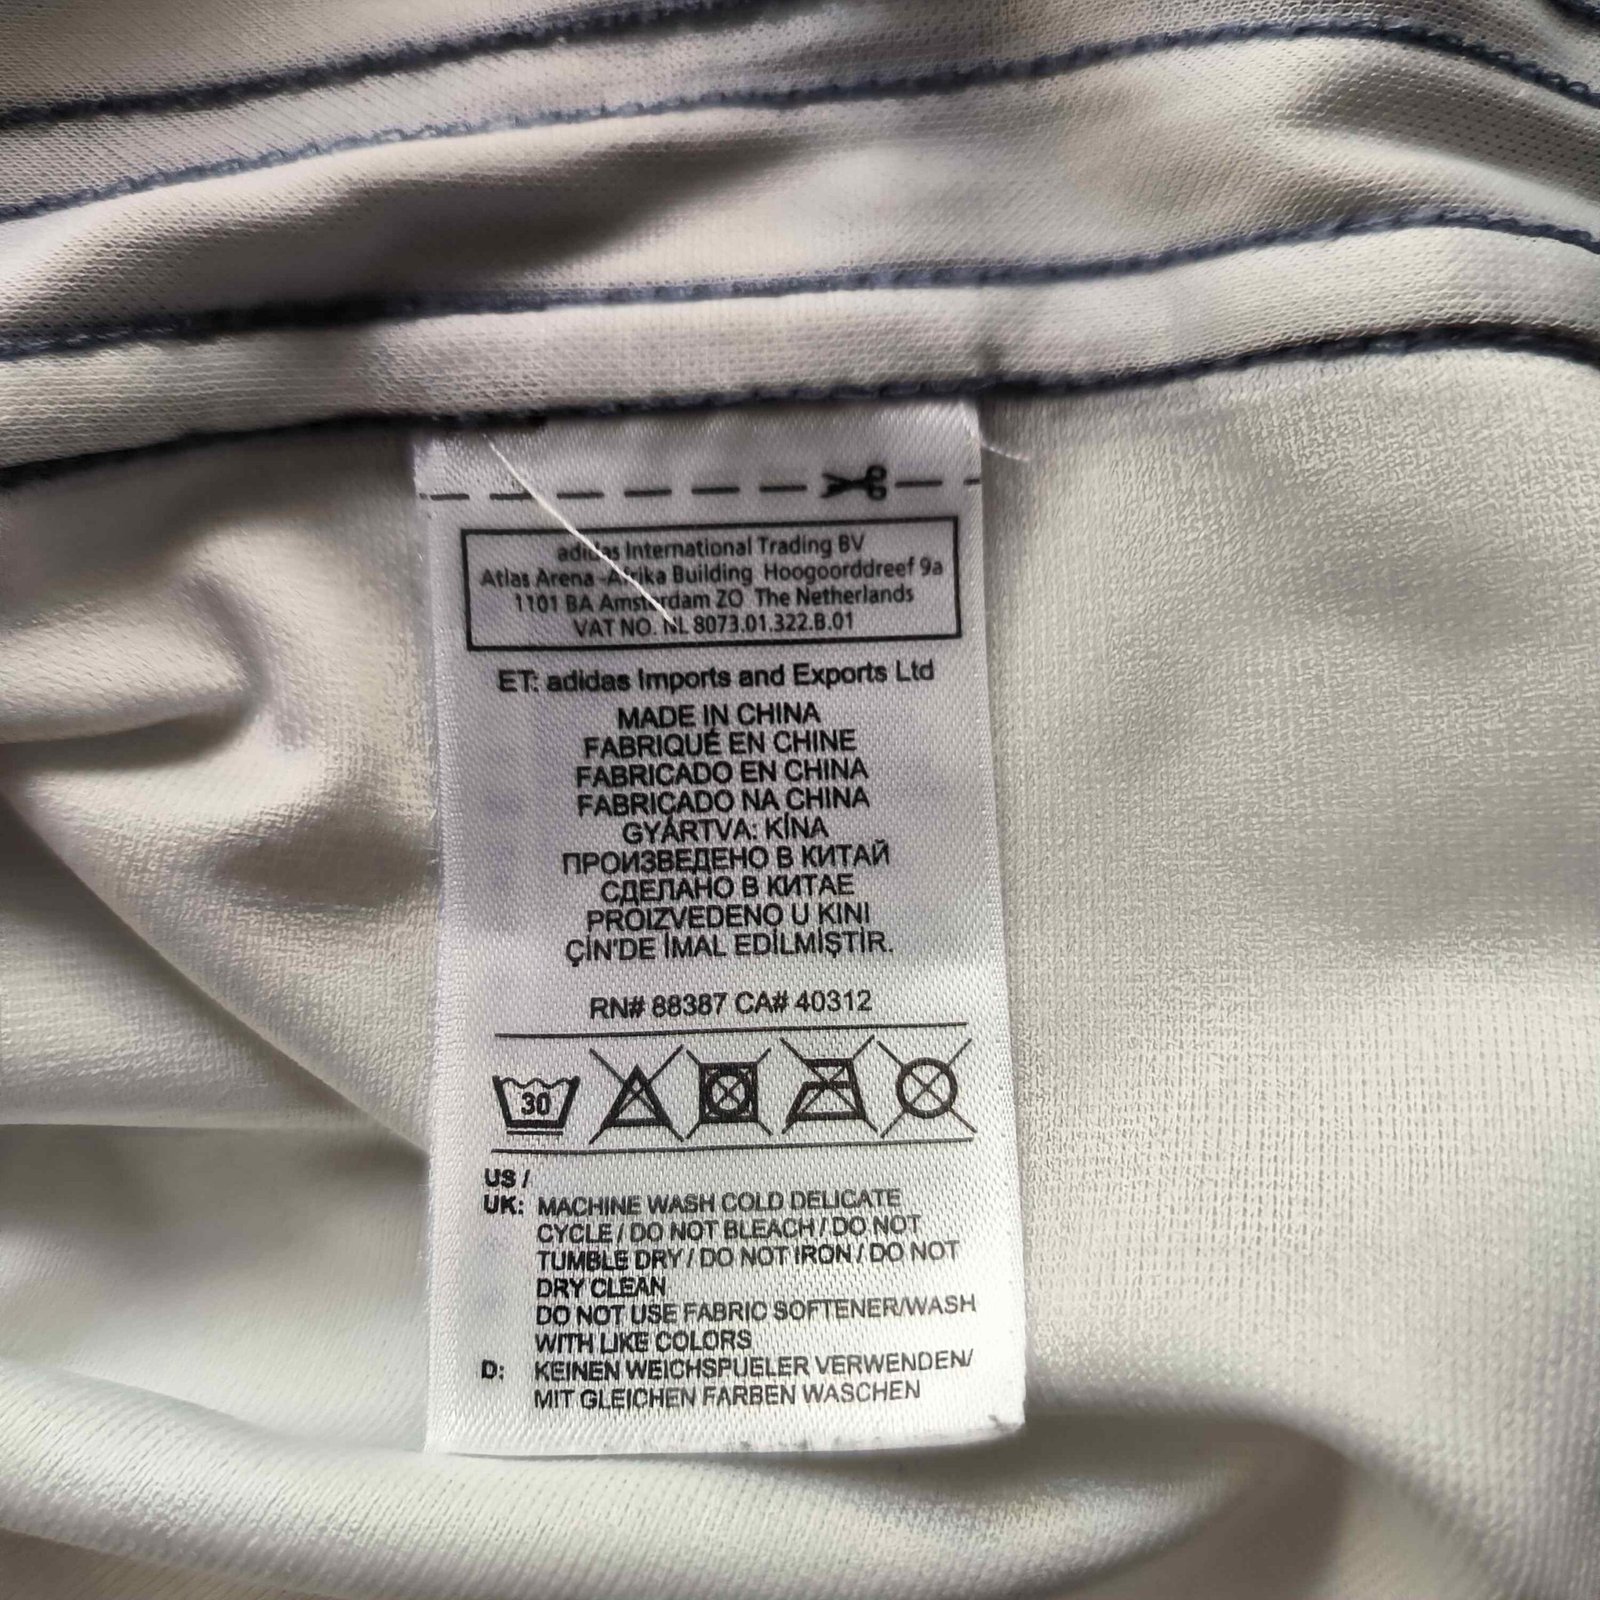 adidas International Trading BV
Atlas Arena-Afrika Building Hoogoorddreef 9a
1101 BA Amsterdam ZO The Netherlands
VAT NO. NL 8073.01.322.B.01
ET: adidas Imports and Exports Ltd
MADE IN CHINA
FABRIQUÉ EN CHINE
FABRICADO EN CHINA
FABRICADO NA CHINA
GYÁRTVA: KÍNA
ПРОИЗВЕДЕНО В КИТАЙ
СДЕЛАНО В КИТАЕ
PROIZVEDENO U KINI
ÇİN'DE İMAL EDİLMİŞTİR.
RN# 88387 CA# 40312
30
US /
UK: MACHINE WASH COLD DELICATE
CYCLE / DO NOT BLEACH / DO NOT
TUMBLE DRY / DO NOT IRON / DO NOT
DRY CLEAN
DO NOT USE FABRIC SOFTENER/WASH
WITH LIKE COLORS
D: KEINEN WEICHSPUELER VERWENDEN/
MIT GLEICHEN FARBEN WASCHEN